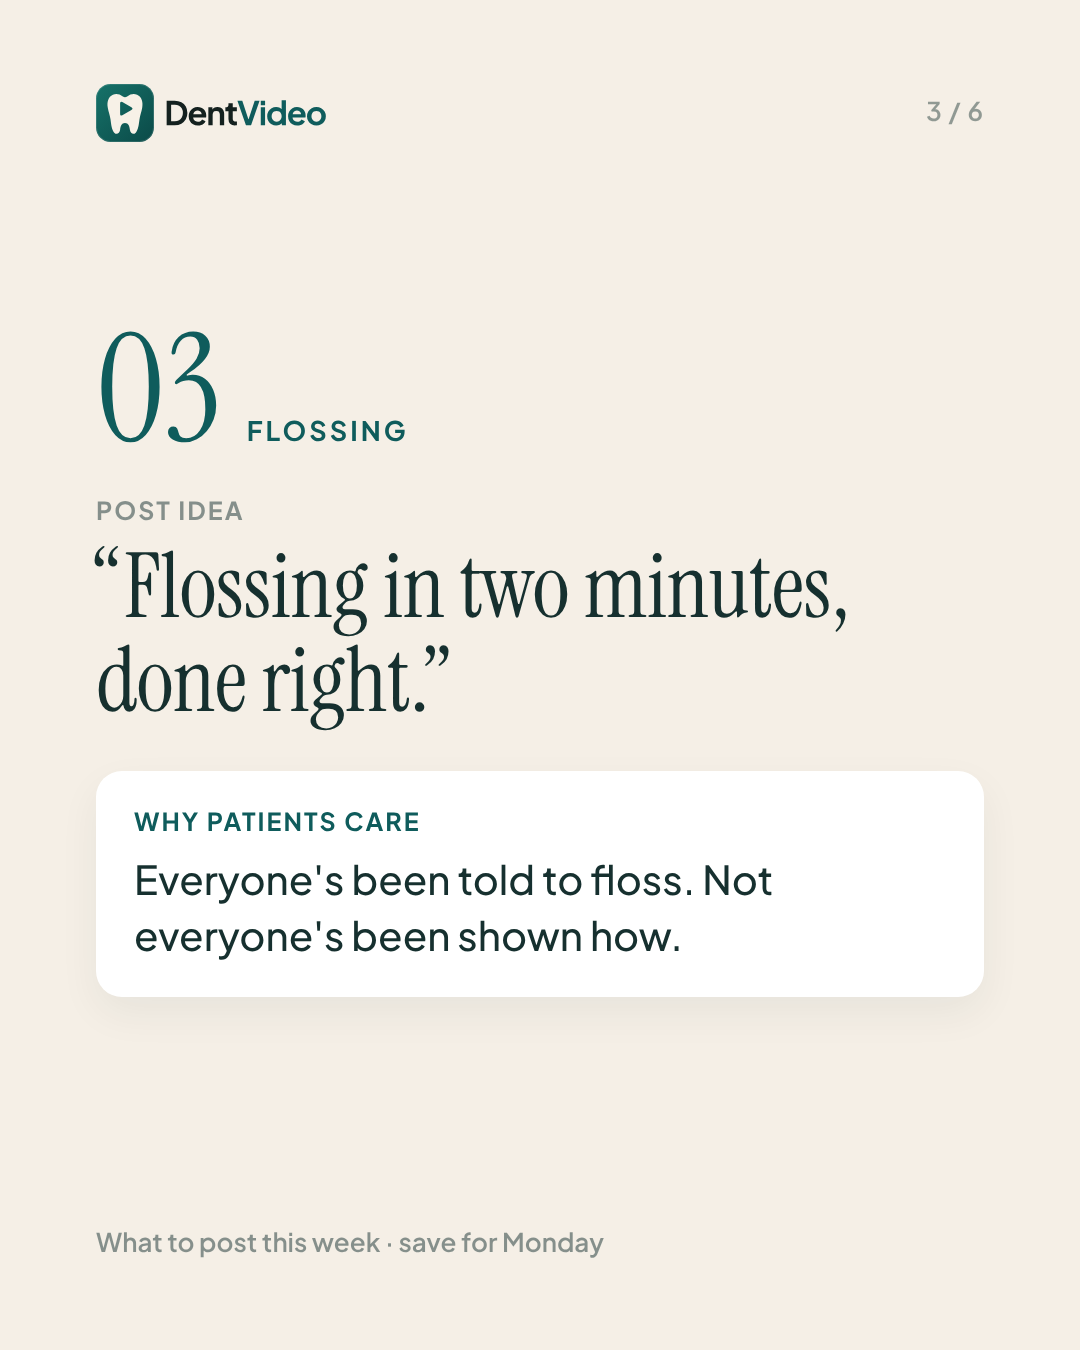 DentVideo
3 / 6
03 FLOSSING
POST IDEA
“Flossing in two minutes,
done right.”
WHY PATIENTS CARE
Everyone's been told to floss. Not
everyone's been shown how.
What to post this week · save for Monday